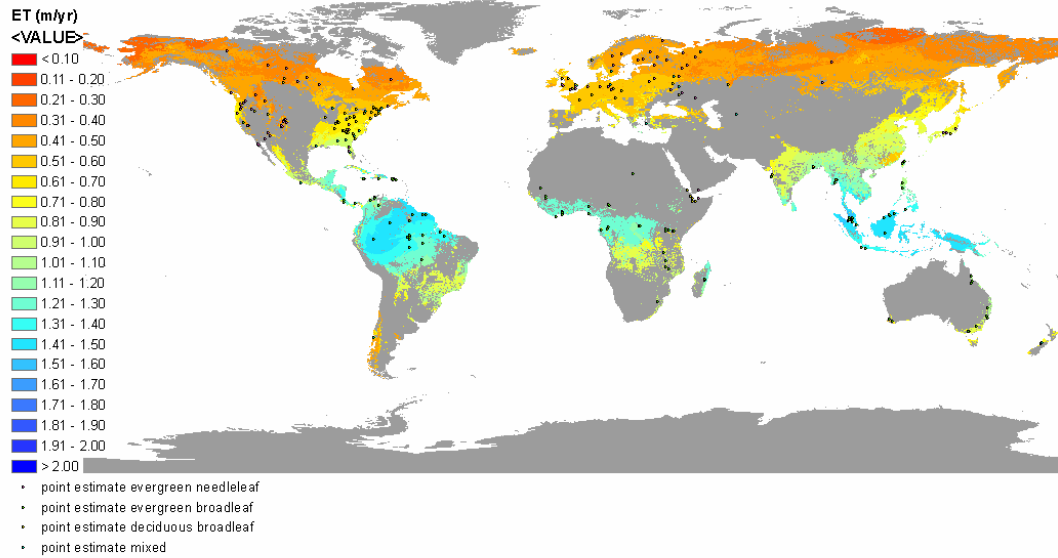 ET (m/yr)
<VALUE>
< 0.10
0.11 - 0.20
0.21 - 0.30
0.31 - 0.40
0.41 - 0.50
0.51 - 0.60
0.61 - 0.70
0.71 - 0.80
0.81 - 0.90
0.91 - 1.00
1.01 - 1.10
1.11 - 1.20
1.21 - 1.30
1.31 - 1.40
1.41 - 1.50
1.51 - 1.60
1.61 - 1.70
1.71 - 1.80
1.81 - 1.90
1.91 - 2.00
> 2.00
point estimate evergreen needleleaf
point estimate evergreen broadleaf
point estimate deciduous broadleaf
point estimate mixed